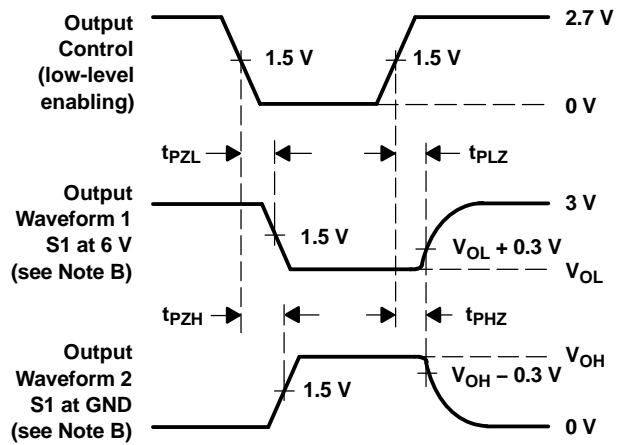 Output
Control
(low-level
enabling)
1.5 V
1.5 V
2.7 V
0 V
tPZL
tPLZ
Output
Waveform 1
S1 at 6 V
(see Note B)
1.5 V
3 V
VOL + 0.3 V
VOL
tPZH
tPHZ
Output
Waveform 2
S1 at GND
(see Note B)
1.5 V
VOH
VOH – 0.3 V
0 V